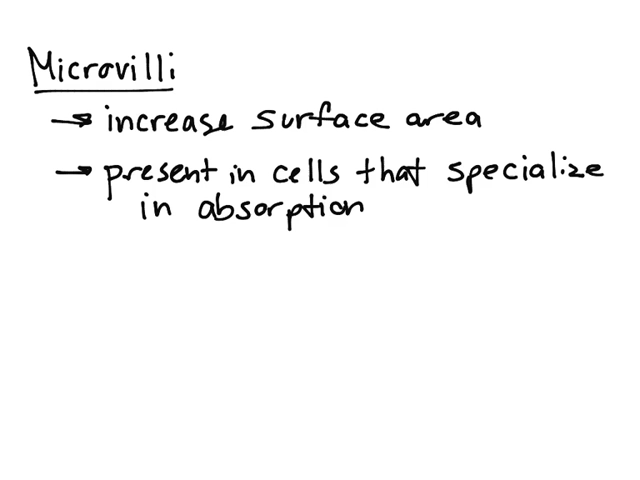 Microvilli
→ increase surface area
→ present in cells that specialize
in absorption